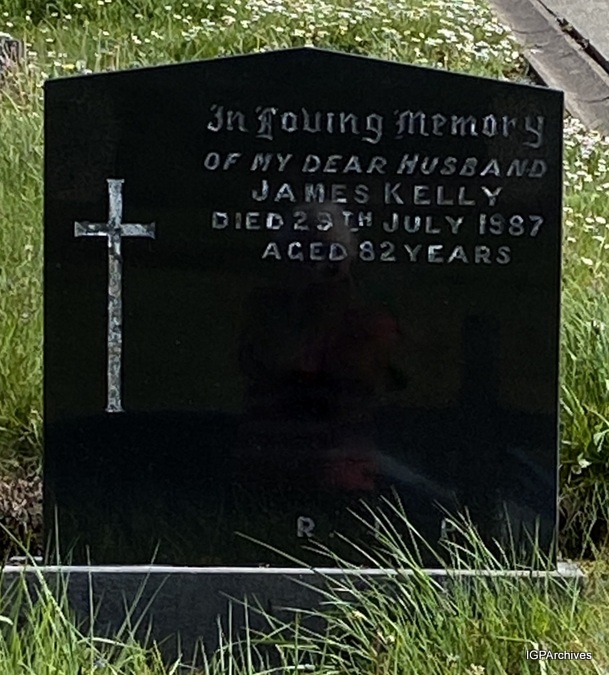 In Loving Memory
OF MY DEAR HUSBAND
JAMES KELLY
DIED 29TH JULY 1987
AGED 82 YEARS
R. P
IGPArchives